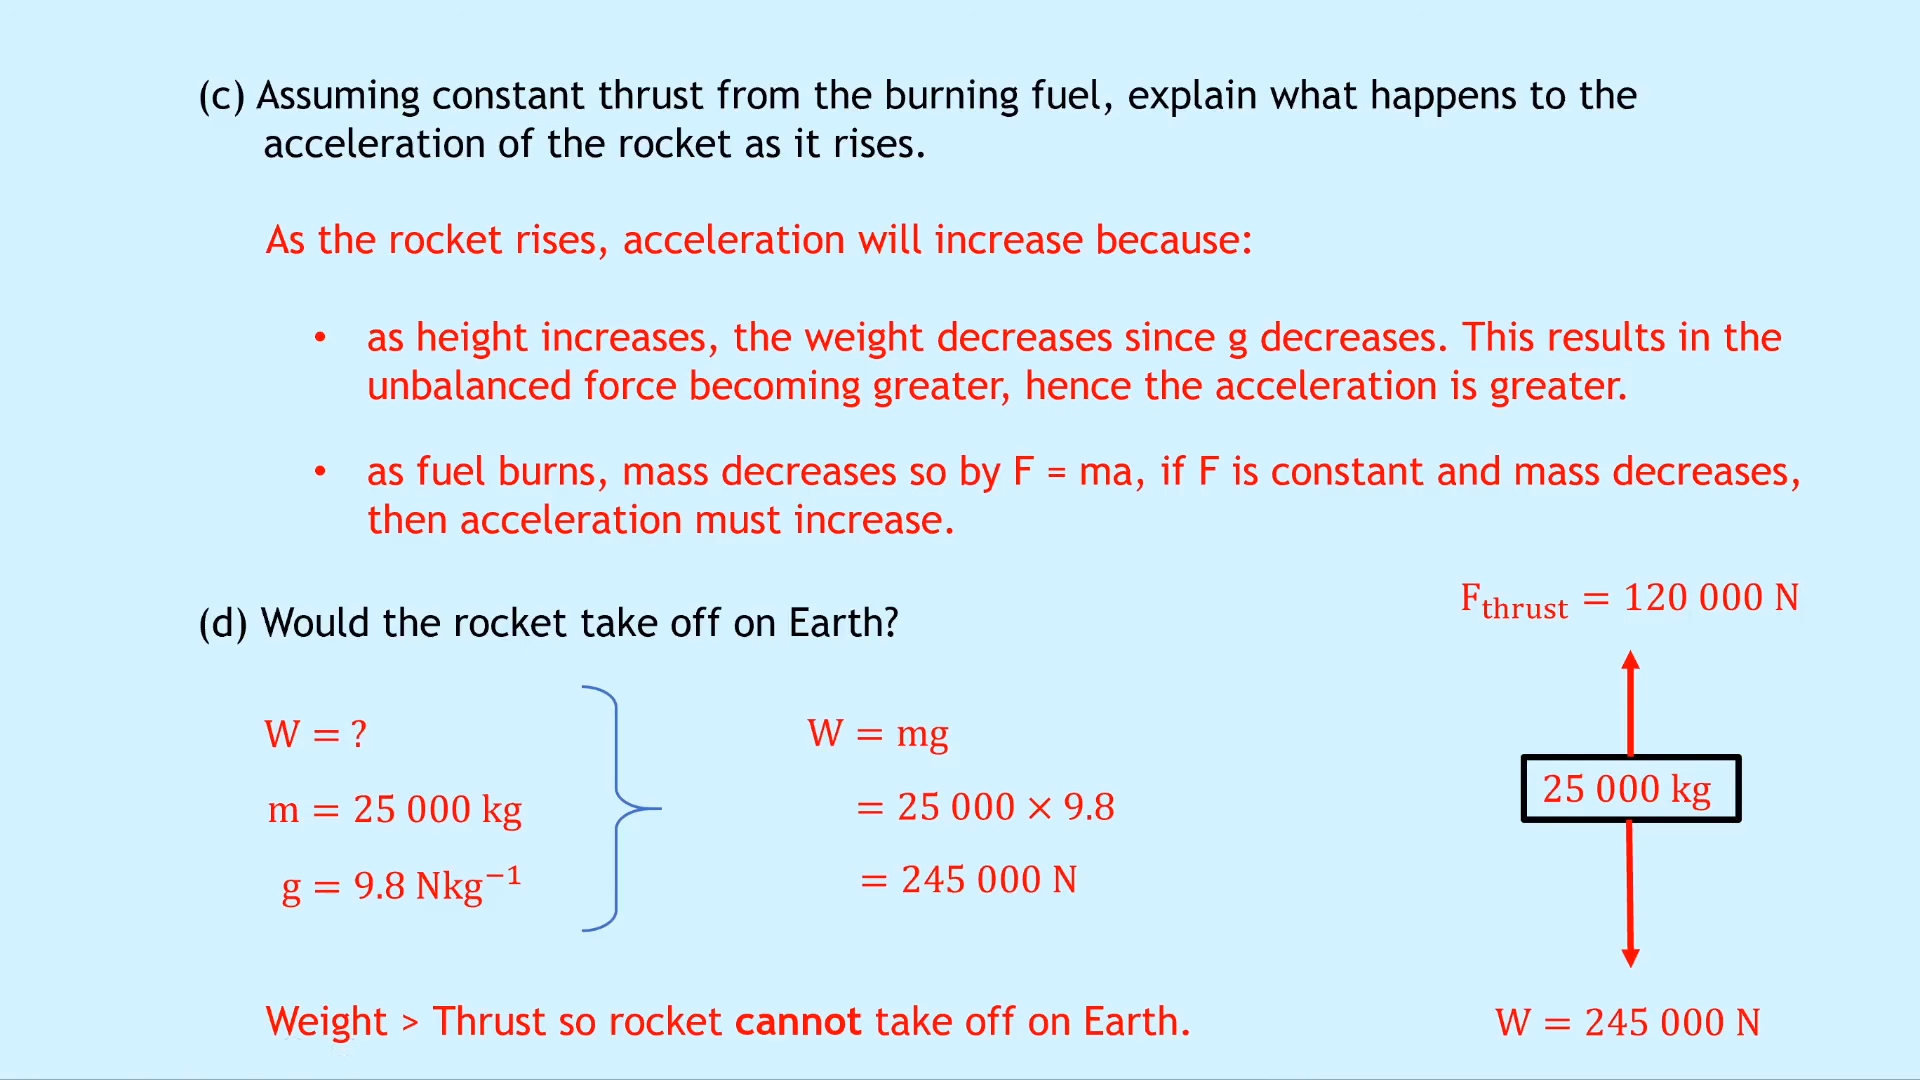 (c) Assuming constant thrust from the burning fuel, explain what happens to the
acceleration of the rocket as it rises.
As the rocket rises, acceleration will increase because:
• as height increases, the weight decreases since g decreases. This results in the
unbalanced force becoming greater, hence the acceleration is greater.
• as fuel burns, mass decreases so by F = ma, if F is constant and mass decreases,
then acceleration must increase.
(d) Would the rocket take off on Earth?
W = ?
m = 25 000 kg
g = 9.8 Nkg⁻¹
W = mg
= 25 000 × 9.8
= 245 000 N
Weight > Thrust so rocket cannot take off on Earth.
F_thrust = 120 000 N
25 000 kg
W = 245 000 N